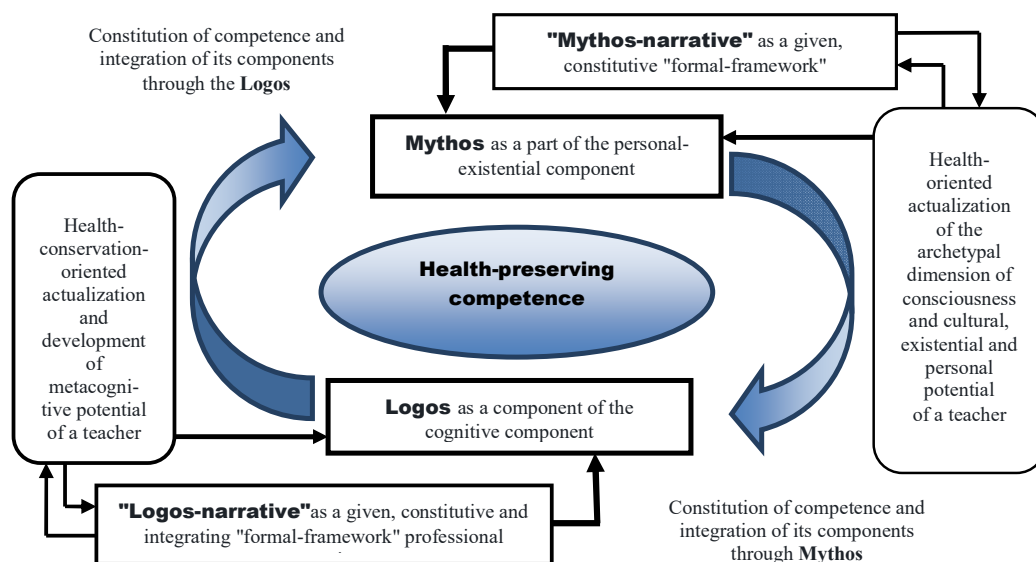 Constitution of competence and
integration of its components
through the Logos
"Mythos-narrative" as a given,
constitutive "formal-framework"
Mythos as a part of the personal-
existential component
Health-
oriented
actualization
of the
archetypal
dimension of
consciousness
and cultural,
existential and
personal
potential
of a teacher
Health-
conservation-
oriented
actualization
and
development
of
metacogni-
tive potential
of a teacher
Health-preserving
competence
Logos as a component of the
cognitive component
"Logos-narrative" as a given, constitutive and
integrating "formal-framework" professional
Constitution of competence and
integration of its components
through Mythos